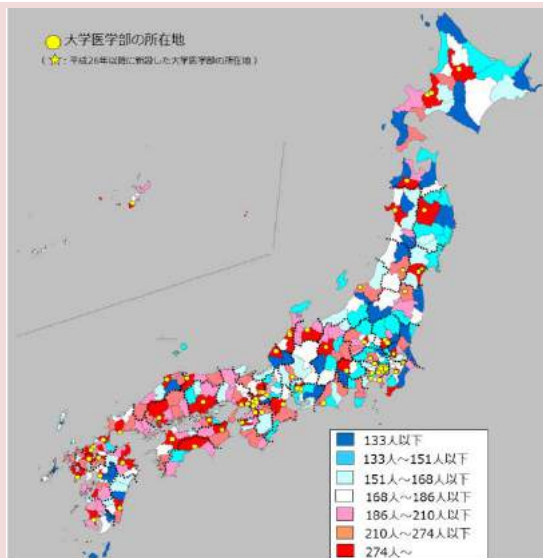 大学医学部の所在地
(☆:平成26年以降に新設した大学医学部の所在地)
133人以下
133人~151人以下
151人~168人以下
168人~186人以下
186人~210人以下
210人~274人以下
274人~